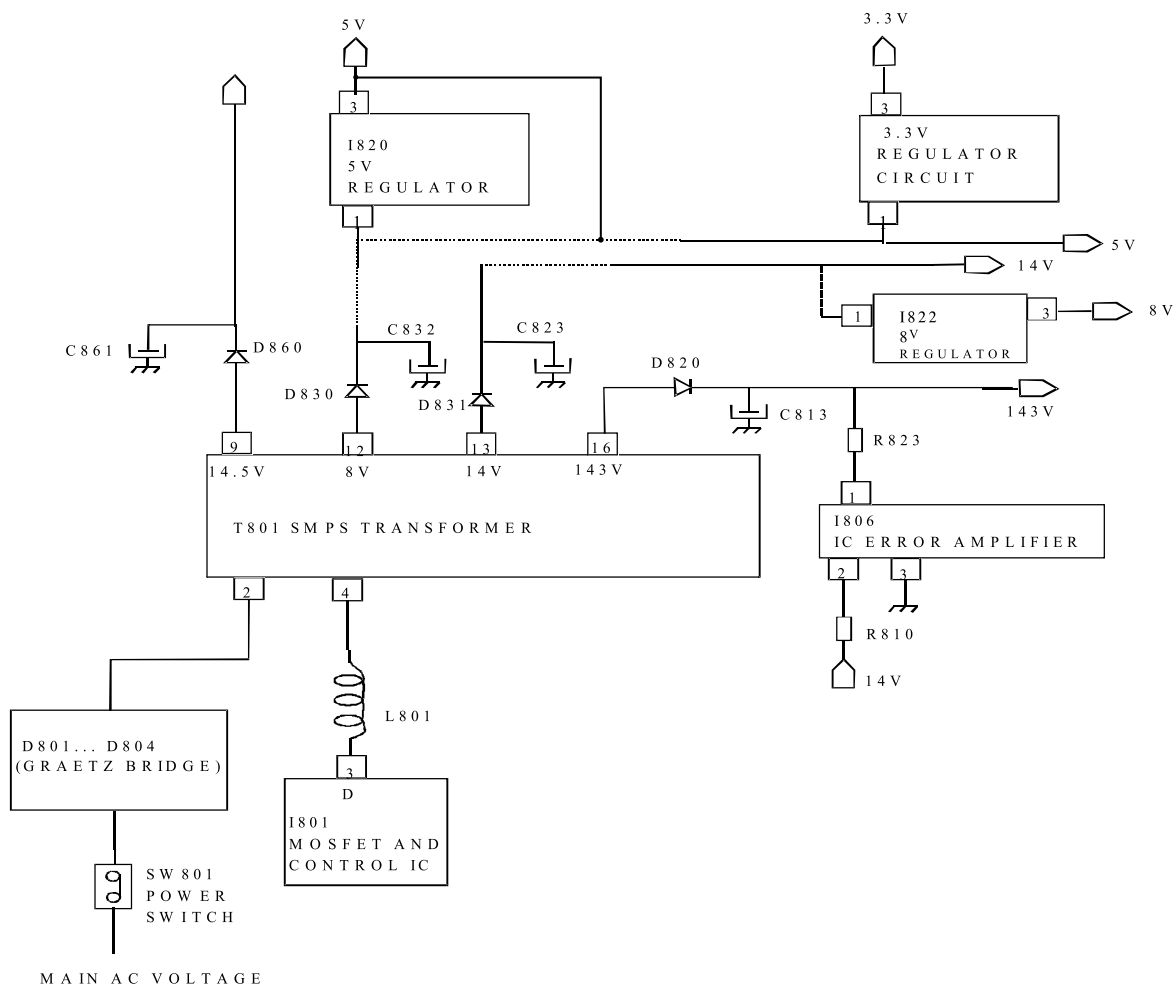 5V
3.3V
3
I820
5V
REGULATOR
1
3
3.3V
REGULATOR
CIRCUIT
1
5V
14V
1
I822
8V
REGULATOR
3
8V
C861
D860
C832
C823
D830
D831
D820
C813
143V
R823
9
12
13
16
14.5V
8V
14V
143V
T801 SMPS TRANSFORMER
1
I806
IC ERROR AMPLIFIER
2
3
R810
14V
2
4
L801
D801... D804
(GRAETZ BRIDGE)
3
D
I801
MOSFET AND
CONTROL IC
SW801
POWER
SWITCH
MAIN AC VOLTAGE